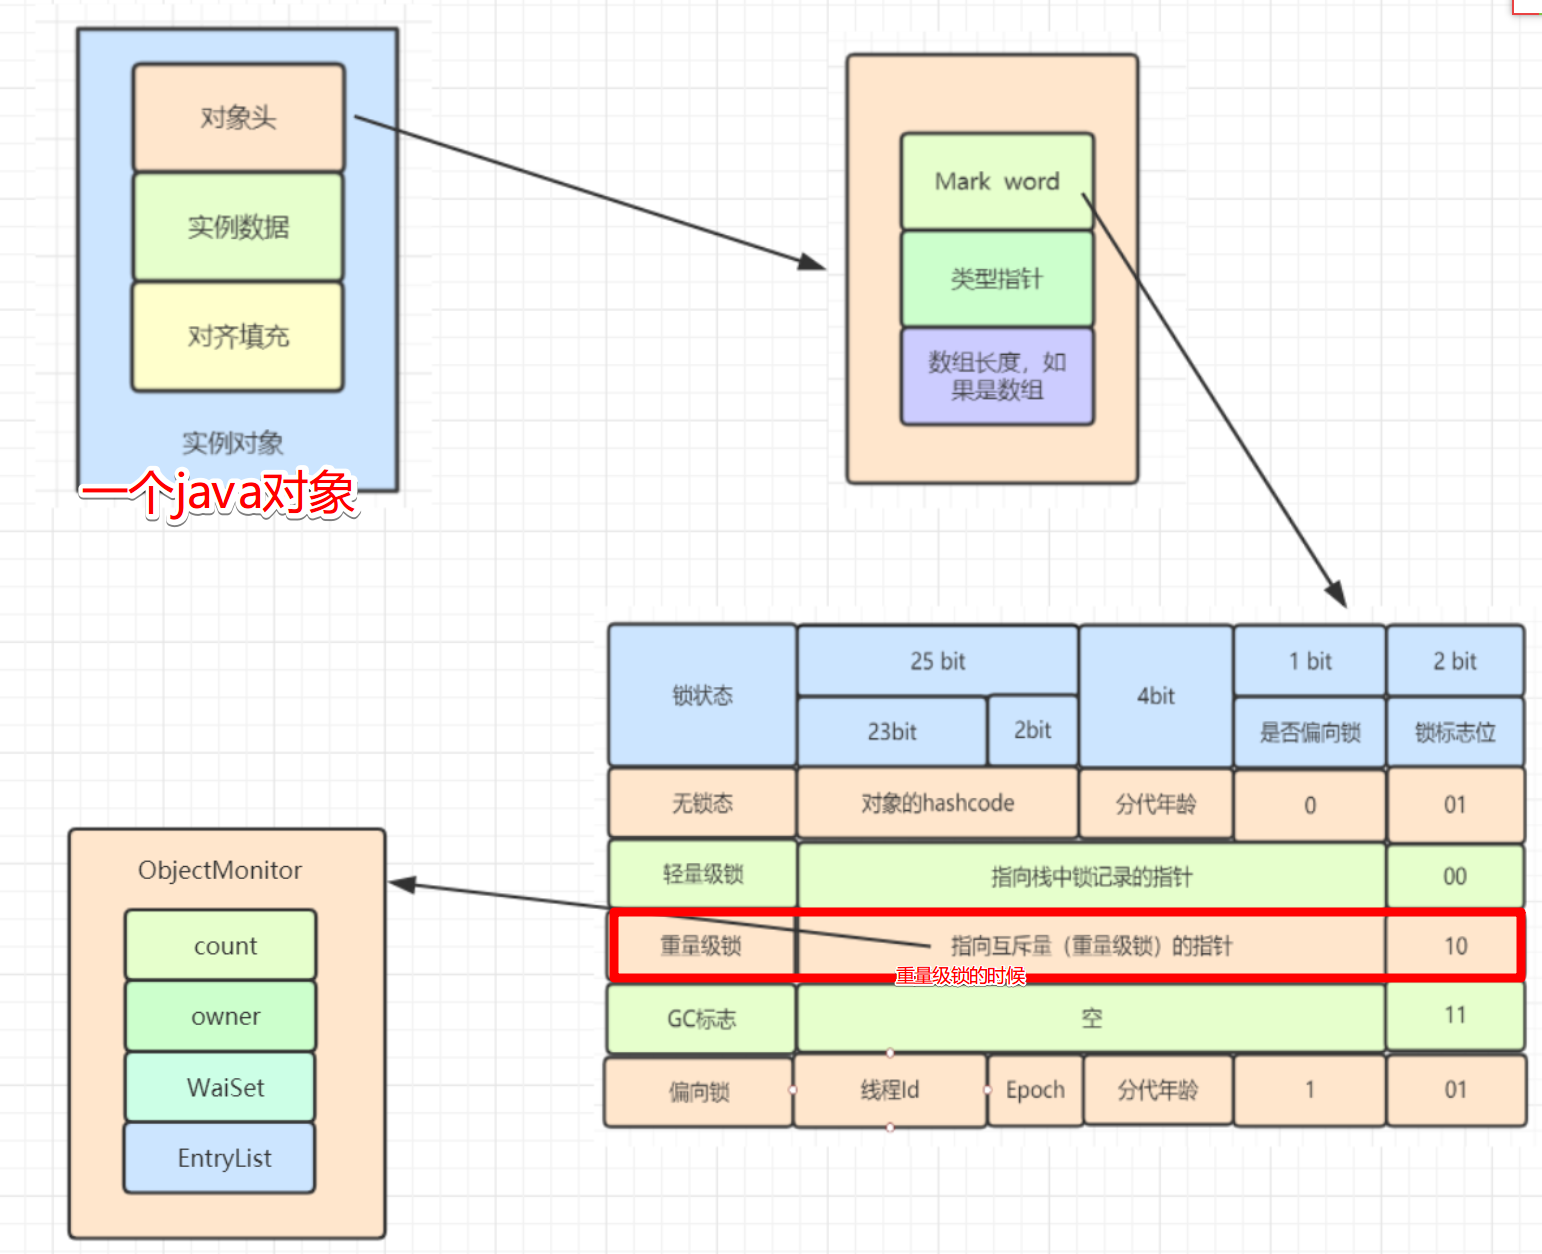 对象头
实例数据
对齐填充
实例对象
一个java对象
Mark word
类型指针
数组长度，如
果是数组
锁状态
25 bit
23bit
2bit
4bit
1 bit
是否偏向锁
2 bit
锁标志位
无锁态
对象的hashcode
分代年龄
0
01
轻量级锁
指向栈中锁记录的指针
00
重量级锁
指向互斥量（重量级锁）的指针
10
重量级锁的时候
GC标志
空
11
偏向锁
线程Id
Epoch
分代年龄
1
01
ObjectMonitor
count
owner
WaiSet
EntryList